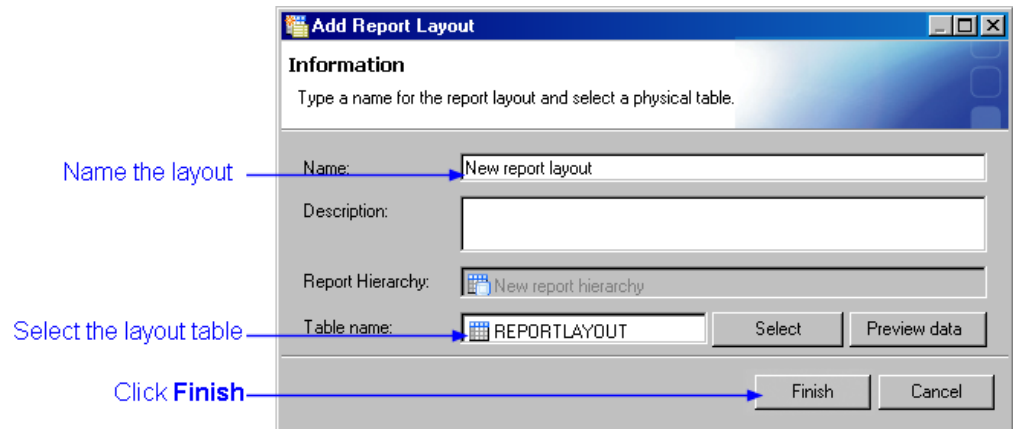 Add Report Layout
Information
Type a name for the report layout and select a physical table.
Name the layout
Name:
New report layout
Description:
Report Hierarchy:
New report hierarchy
Select the layout table
Table name:
REPORTLAYOUT
Select
Preview data
Click Finish
Finish
Cancel